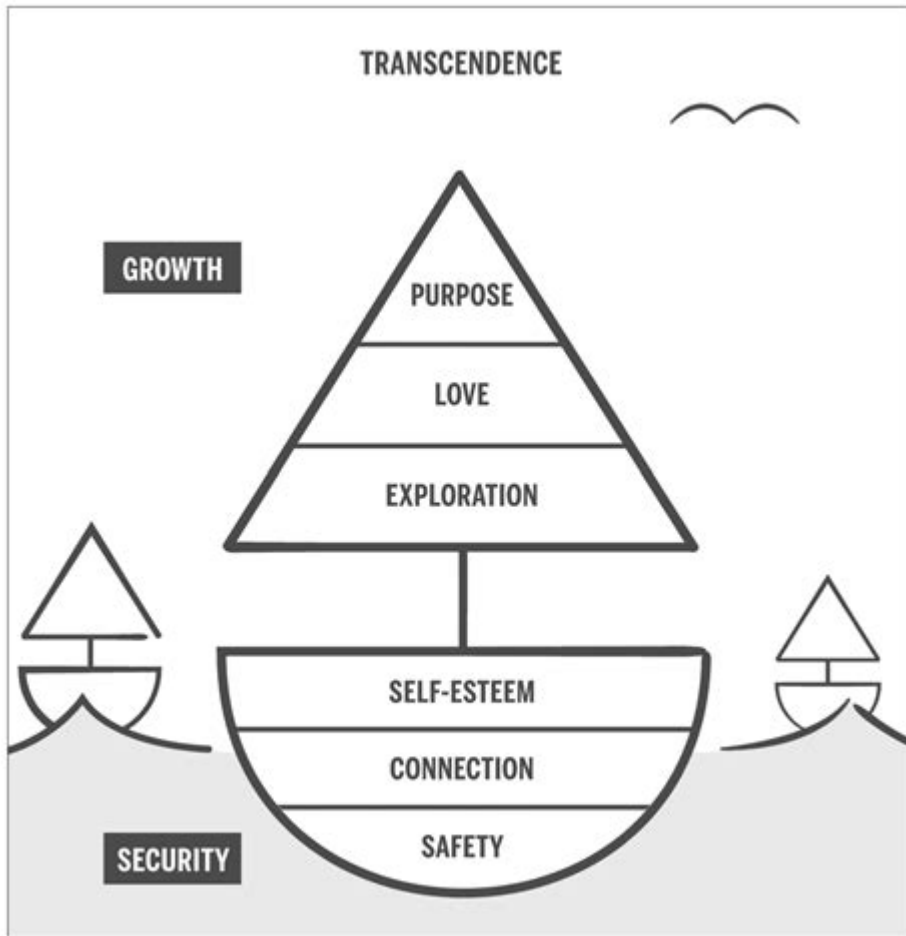 TRANSCENDENCE
GROWTH
PURPOSE
LOVE
EXPLORATION
SELF-ESTEEM
CONNECTION
SAFETY
SECURITY